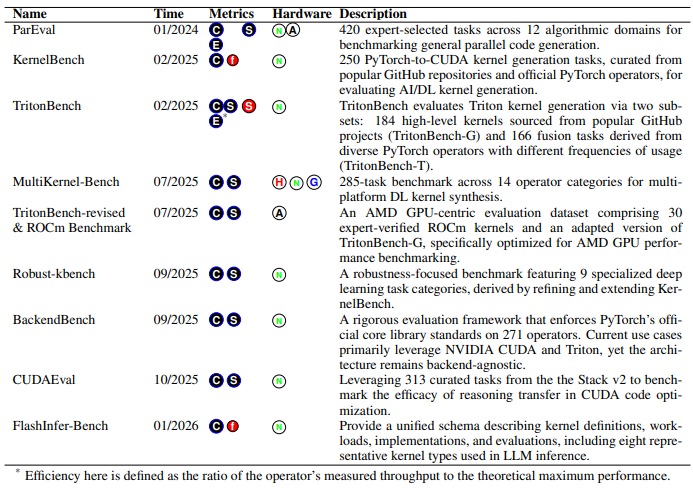 Name Time Metrics Hardware Description
ParEval 01/2024 C S N A 420 expert-selected tasks across 12 algorithmic domains for
E benchmarking general parallel code generation.
KernelBench 02/2025 C f N 250 PyTorch-to-CUDA kernel generation tasks, curated from
popular GitHub repositories and official PyTorch operators, for
evaluating AI/DL kernel generation.
TritonBench 02/2025 C S S N TritonBench evaluates Triton kernel generation via two sub-
E* sets: 184 high-level kernels sourced from popular GitHub
projects (TritonBench-G) and 166 fusion tasks derived from
diverse PyTorch operators with different frequencies of usage
(TritonBench-T).
MultiKernel-Bench 07/2025 C S H N G 285-task benchmark across 14 operator categories for multi-
platform DL kernel synthesis.
TritonBench-revised 07/2025 C S A An AMD GPU-centric evaluation dataset comprising 30
& ROCm Benchmark expert-verified ROCm kernels and an adapted version of
TritonBench-G, specifically optimized for AMD GPU perfor-
mance benchmarking.
Robust-kbench 09/2025 C S N A robustness-focused benchmark featuring 9 specialized deep
learning task categories, derived by refining and extending Ker-
nelBench.
BackendBench 09/2025 C S N A rigorous evaluation framework that enforces PyTorch's offi-
cial core library standards on 271 operators. Current use cases
primarily leverage NVIDIA CUDA and Triton, yet the archi-
tecture remains backend-agnostic.
CUDAEval 10/2025 C S N Leveraging 313 curated tasks from the the Stack v2 to bench-
mark the efficacy of reasoning transfer in CUDA code opti-
mization.
FlashInfer-Bench 01/2026 C f N Provide a unified schema describing kernel definitions, work-
loads, implementations, and evaluations, including eight repre-
sentative kernel types used in LLM inference.
* Efficiency here is defined as the ratio of the operator's measured throughput to the theoretical maximum performance.